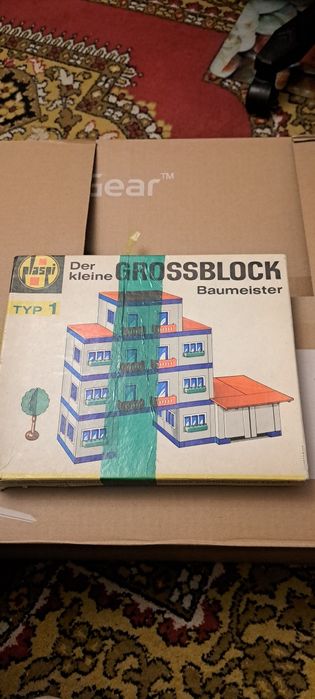 Gear™
plaspi
Der
kleine
GROSSBLOCK
Baumeister
TYP 1